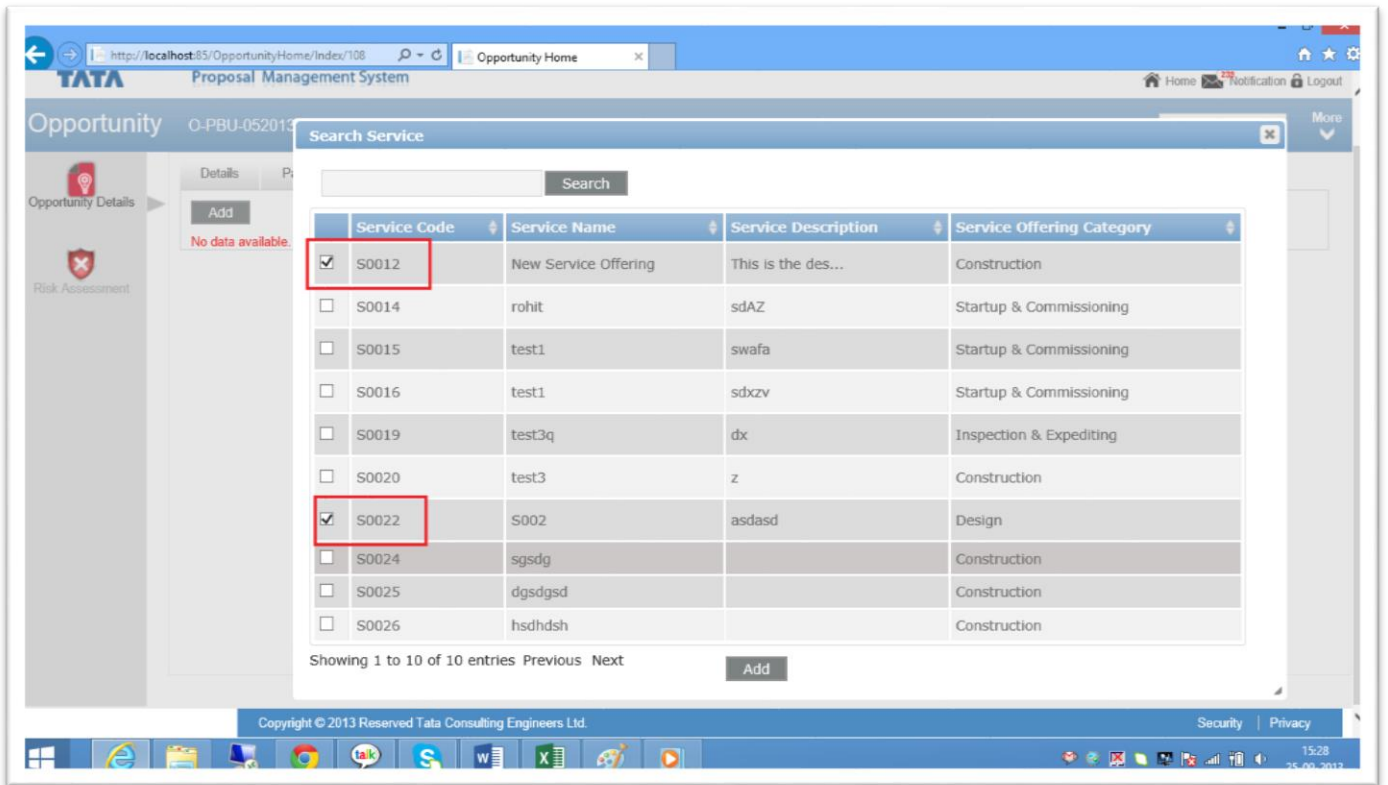 http://localhost:85/OpportunityHome/Index/108 Opportunity Home
TATA Proposal Management System Home 238 Notification Logout
Opportunity O-PBU-052013 More
Search Service
Details
Search
Opportunity Details
Add
Service Code Service Name Service Description Service Offering Category
No data available.
S0012 New Service Offering This is the des... Construction
Risk Assessment
S0014 rohit sdAZ Startup & Commissioning
S0015 test1 swafa Startup & Commissioning
S0016 test1 sdxzv Startup & Commissioning
S0019 test3q dx Inspection & Expediting
S0020 test3 z Construction
S0022 S002 asdasd Design
S0024 sgsdg Construction
S0025 dgsdgsd Construction
S0026 hsdhdsh Construction
Showing 1 to 10 of 10 entries Previous Next
Add
Copyright © 2013 Reserved Tata Consulting Engineers Ltd. Security | Privacy
talk
15:28
25-09-2013